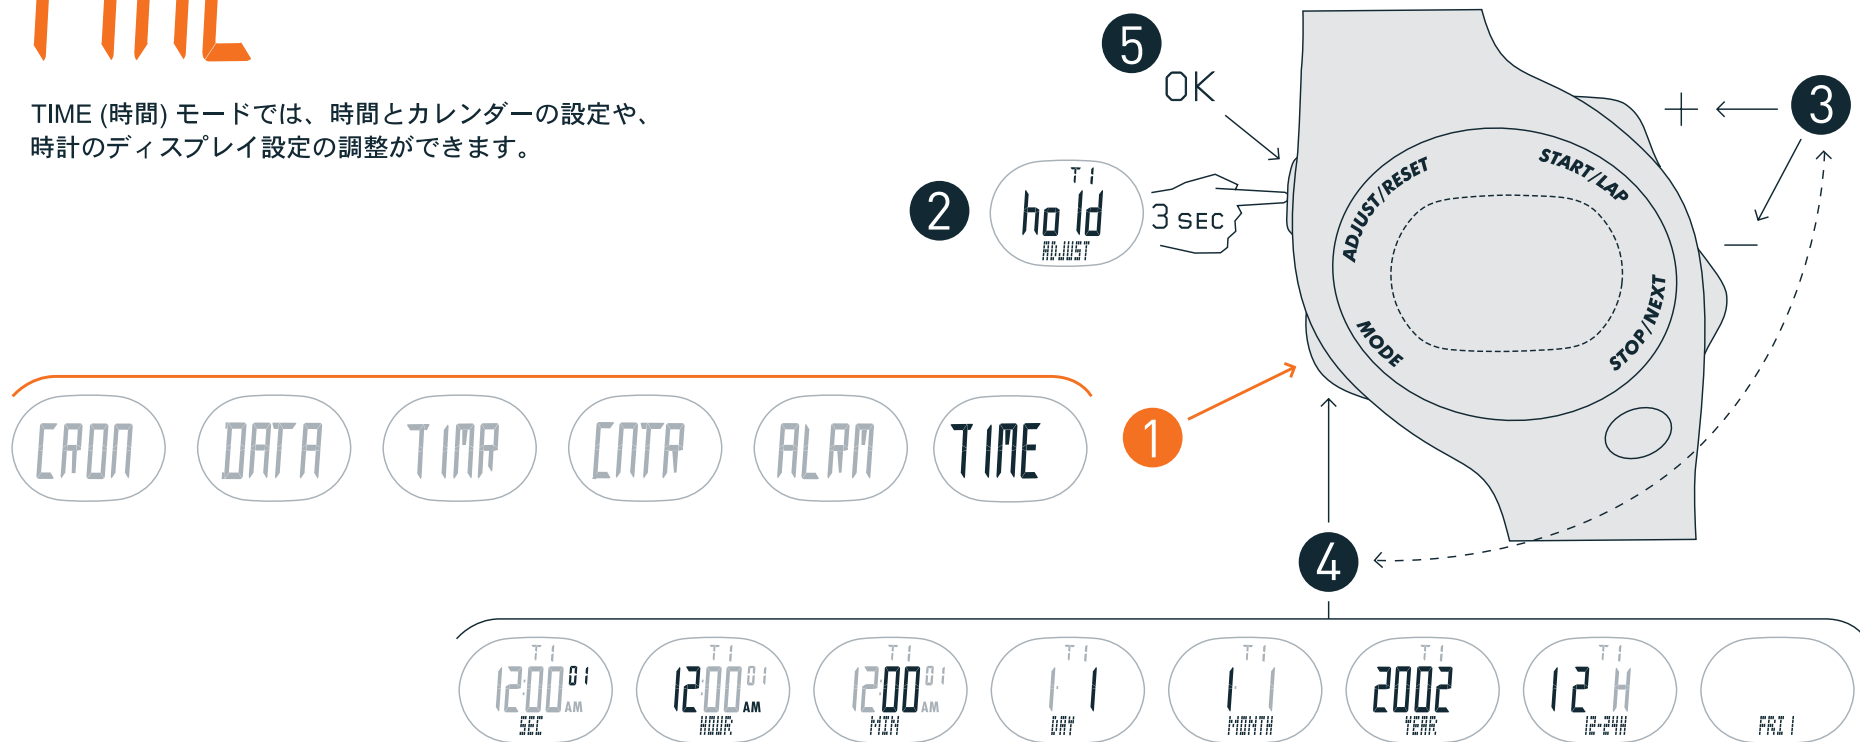 TIME (時間) モードでは、時間とカレンダーの設定や、
時計のディスプレイ設定の調整ができます。
5
OK
3
+
−
2
T1
hold
ADJUST
3 SEC
ADJUST/RESET
START/LAP
MODE
STOP/NEXT
1
CRON
DATA
TIMR
CNTR
ALRM
TIME
4
T1
12:00 01
AM
SEC
T1
12:00 01
AM
HOUR
T1
12:00 01
AM
MIN
T1
1 1
DAY
T1
1 1
MONTH
T1
2002
YEAR
T1
12 H
12-24H
FRI 1